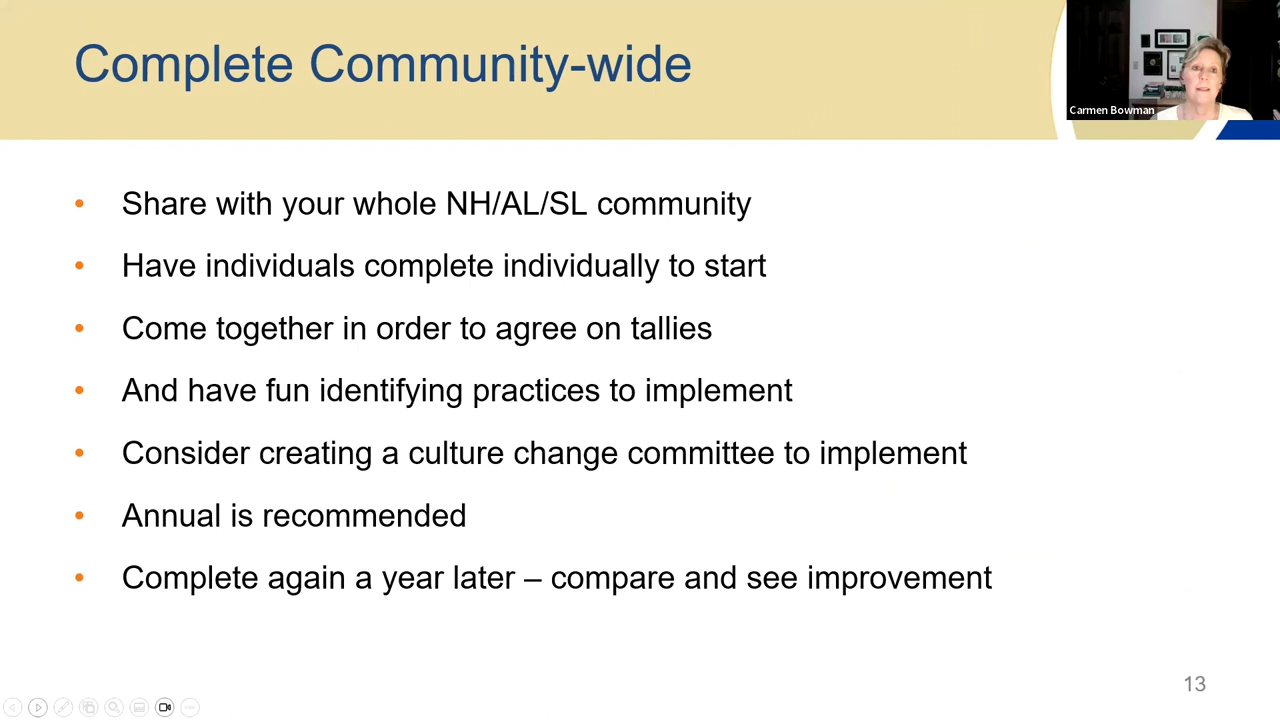 Complete Community-wide
Carmen Bowman
• Share with your whole NH/AL/SL community
• Have individuals complete individually to start
• Come together in order to agree on tallies
• And have fun identifying practices to implement
• Consider creating a culture change committee to implement
• Annual is recommended
• Complete again a year later – compare and see improvement
13